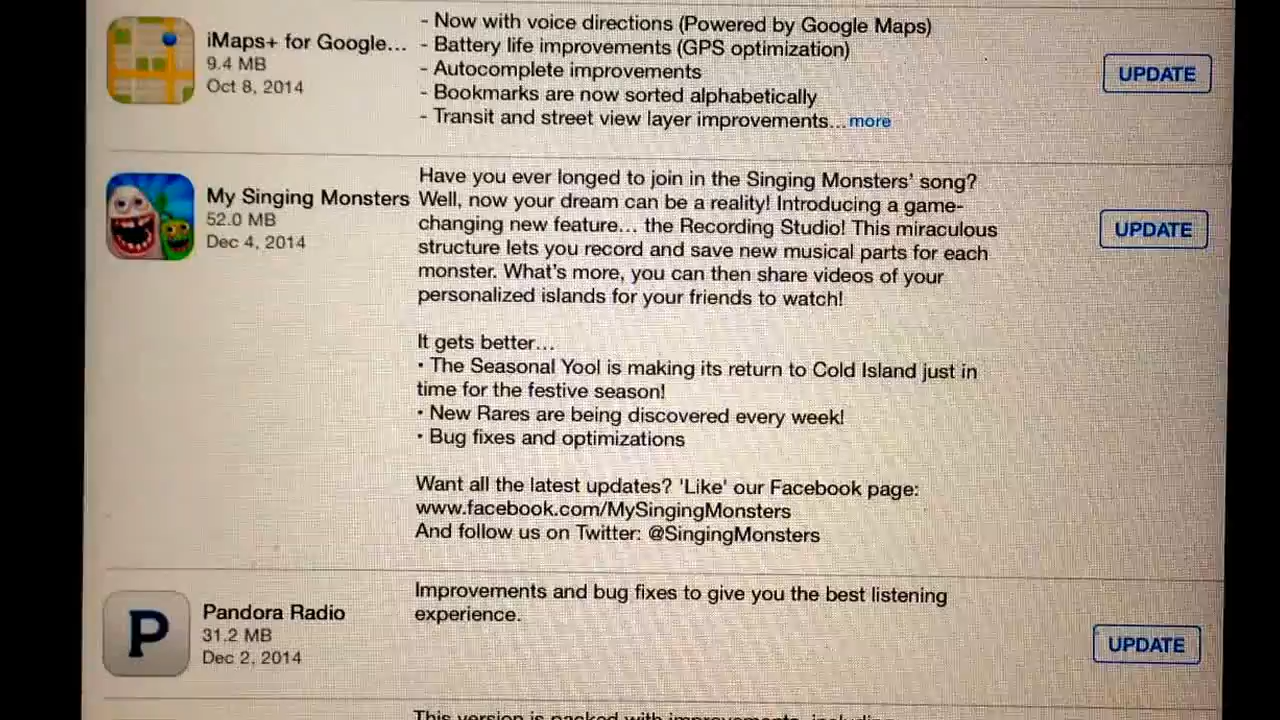 iMaps+ for Google...
9.4 MB
Oct 8, 2014
- Now with voice directions (Powered by Google Maps)
- Battery life improvements (GPS optimization)
- Autocomplete improvements
- Bookmarks are now sorted alphabetically
- Transit and street view layer improvements...more
UPDATE
My Singing Monsters
52.0 MB
Dec 4, 2014
Have you ever longed to join in the Singing Monsters' song?
Well, now your dream can be a reality! Introducing a game-
changing new feature... the Recording Studio! This miraculous
structure lets you record and save new musical parts for each
monster. What's more, you can then share videos of your
personalized islands for your friends to watch!
It gets better...
• The Seasonal Yool is making its return to Cold Island just in
time for the festive season!
• New Rares are being discovered every week!
• Bug fixes and optimizations
Want all the latest updates? 'Like' our Facebook page:
www.facebook.com/MySingingMonsters
And follow us on Twitter: @SingingMonsters
UPDATE
P
Pandora Radio
31.2 MB
Dec 2, 2014
Improvements and bug fixes to give you the best listening
experience.
UPDATE
This version is packed with improvements, including